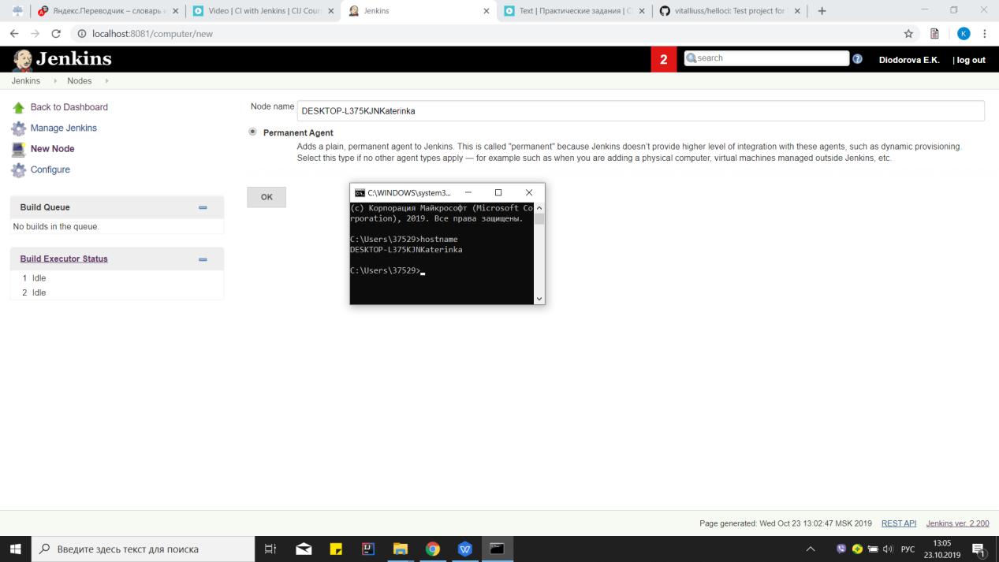 Яндекс.Переводчик – словарь и
Video | CI with Jenkins | CIJ Cour
Jenkins
Text | Практические задания | C
vitalliuss/helloci: Test project for
localhost:8081/computer/new
K
Jenkins
2
search
Diodorova E.K.
| log out
Jenkins
Nodes
Back to Dashboard
Manage Jenkins
New Node
Configure
Build Queue
No builds in the queue.
Build Executor Status
1 Idle
2 Idle
Node name
DESKTOP-L375KJNKaterinka
Permanent Agent
Adds a plain, permanent agent to Jenkins. This is called "permanent" because Jenkins doesn't provide higher level of integration with these agents, such as dynamic provisioning.
Select this type if no other agent types apply — for example such as when you are adding a physical computer, virtual machines managed outside Jenkins, etc.
OK
C:\WINDOWS\system3...
(c) Корпорация Майкрософт (Microsoft Co
rporation), 2019. Все права защищены.
C:\Users\37529>hostname
DESKTOP-L375KJNKaterinka
C:\Users\37529>
Page generated: Wed Oct 23 13:02:47 MSK 2019
REST API
Jenkins ver. 2.200
Введите здесь текст для поиска
РУС
13:05
23.10.2019
1